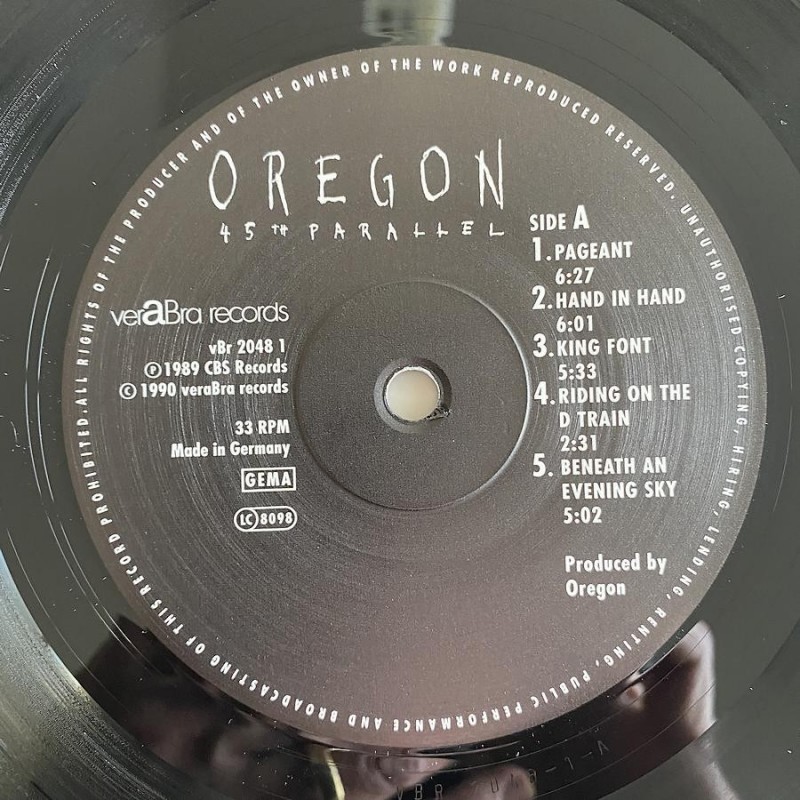 ALL RIGHTS OF THE PRODUCER AND OF THE OWNER OF THE WORK REPRODUCED RESERVED. UNAUTHORISED COPYING, HIRING, LENDING, RENTING, PUBLIC PERFORMANCE AND BROADCASTING OF THIS RECORD PROHIBITED.
OREGON
45TH PARALLEL
veraBra records
vBr 2048 1
℗ 1989 CBS Records
© 1990 veraBra records
33 RPM
Made in Germany
GEMA
LC 8098
SIDE A
1. PAGEANT
6:27
2. HAND IN HAND
6:01
3. KING FONT
5:33
4. RIDING ON THE
D TRAIN
2:31
5. BENEATH AN
EVENING SKY
5:02
Produced by
Oregon